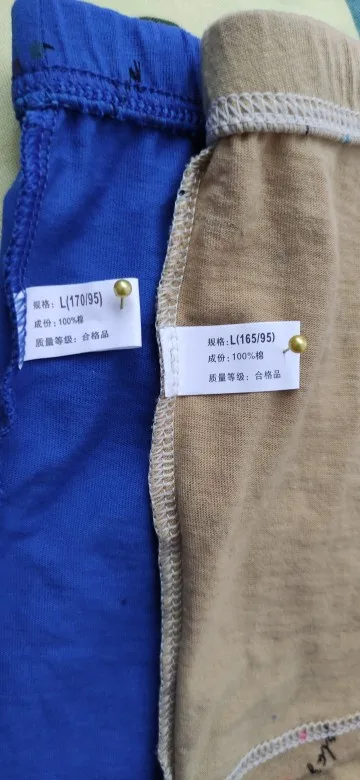 规格: L(170/95)
成份: 100%棉
质量等级: 合格品
规格: L(165/95)
成份: 100%棉
质量等级: 合格品